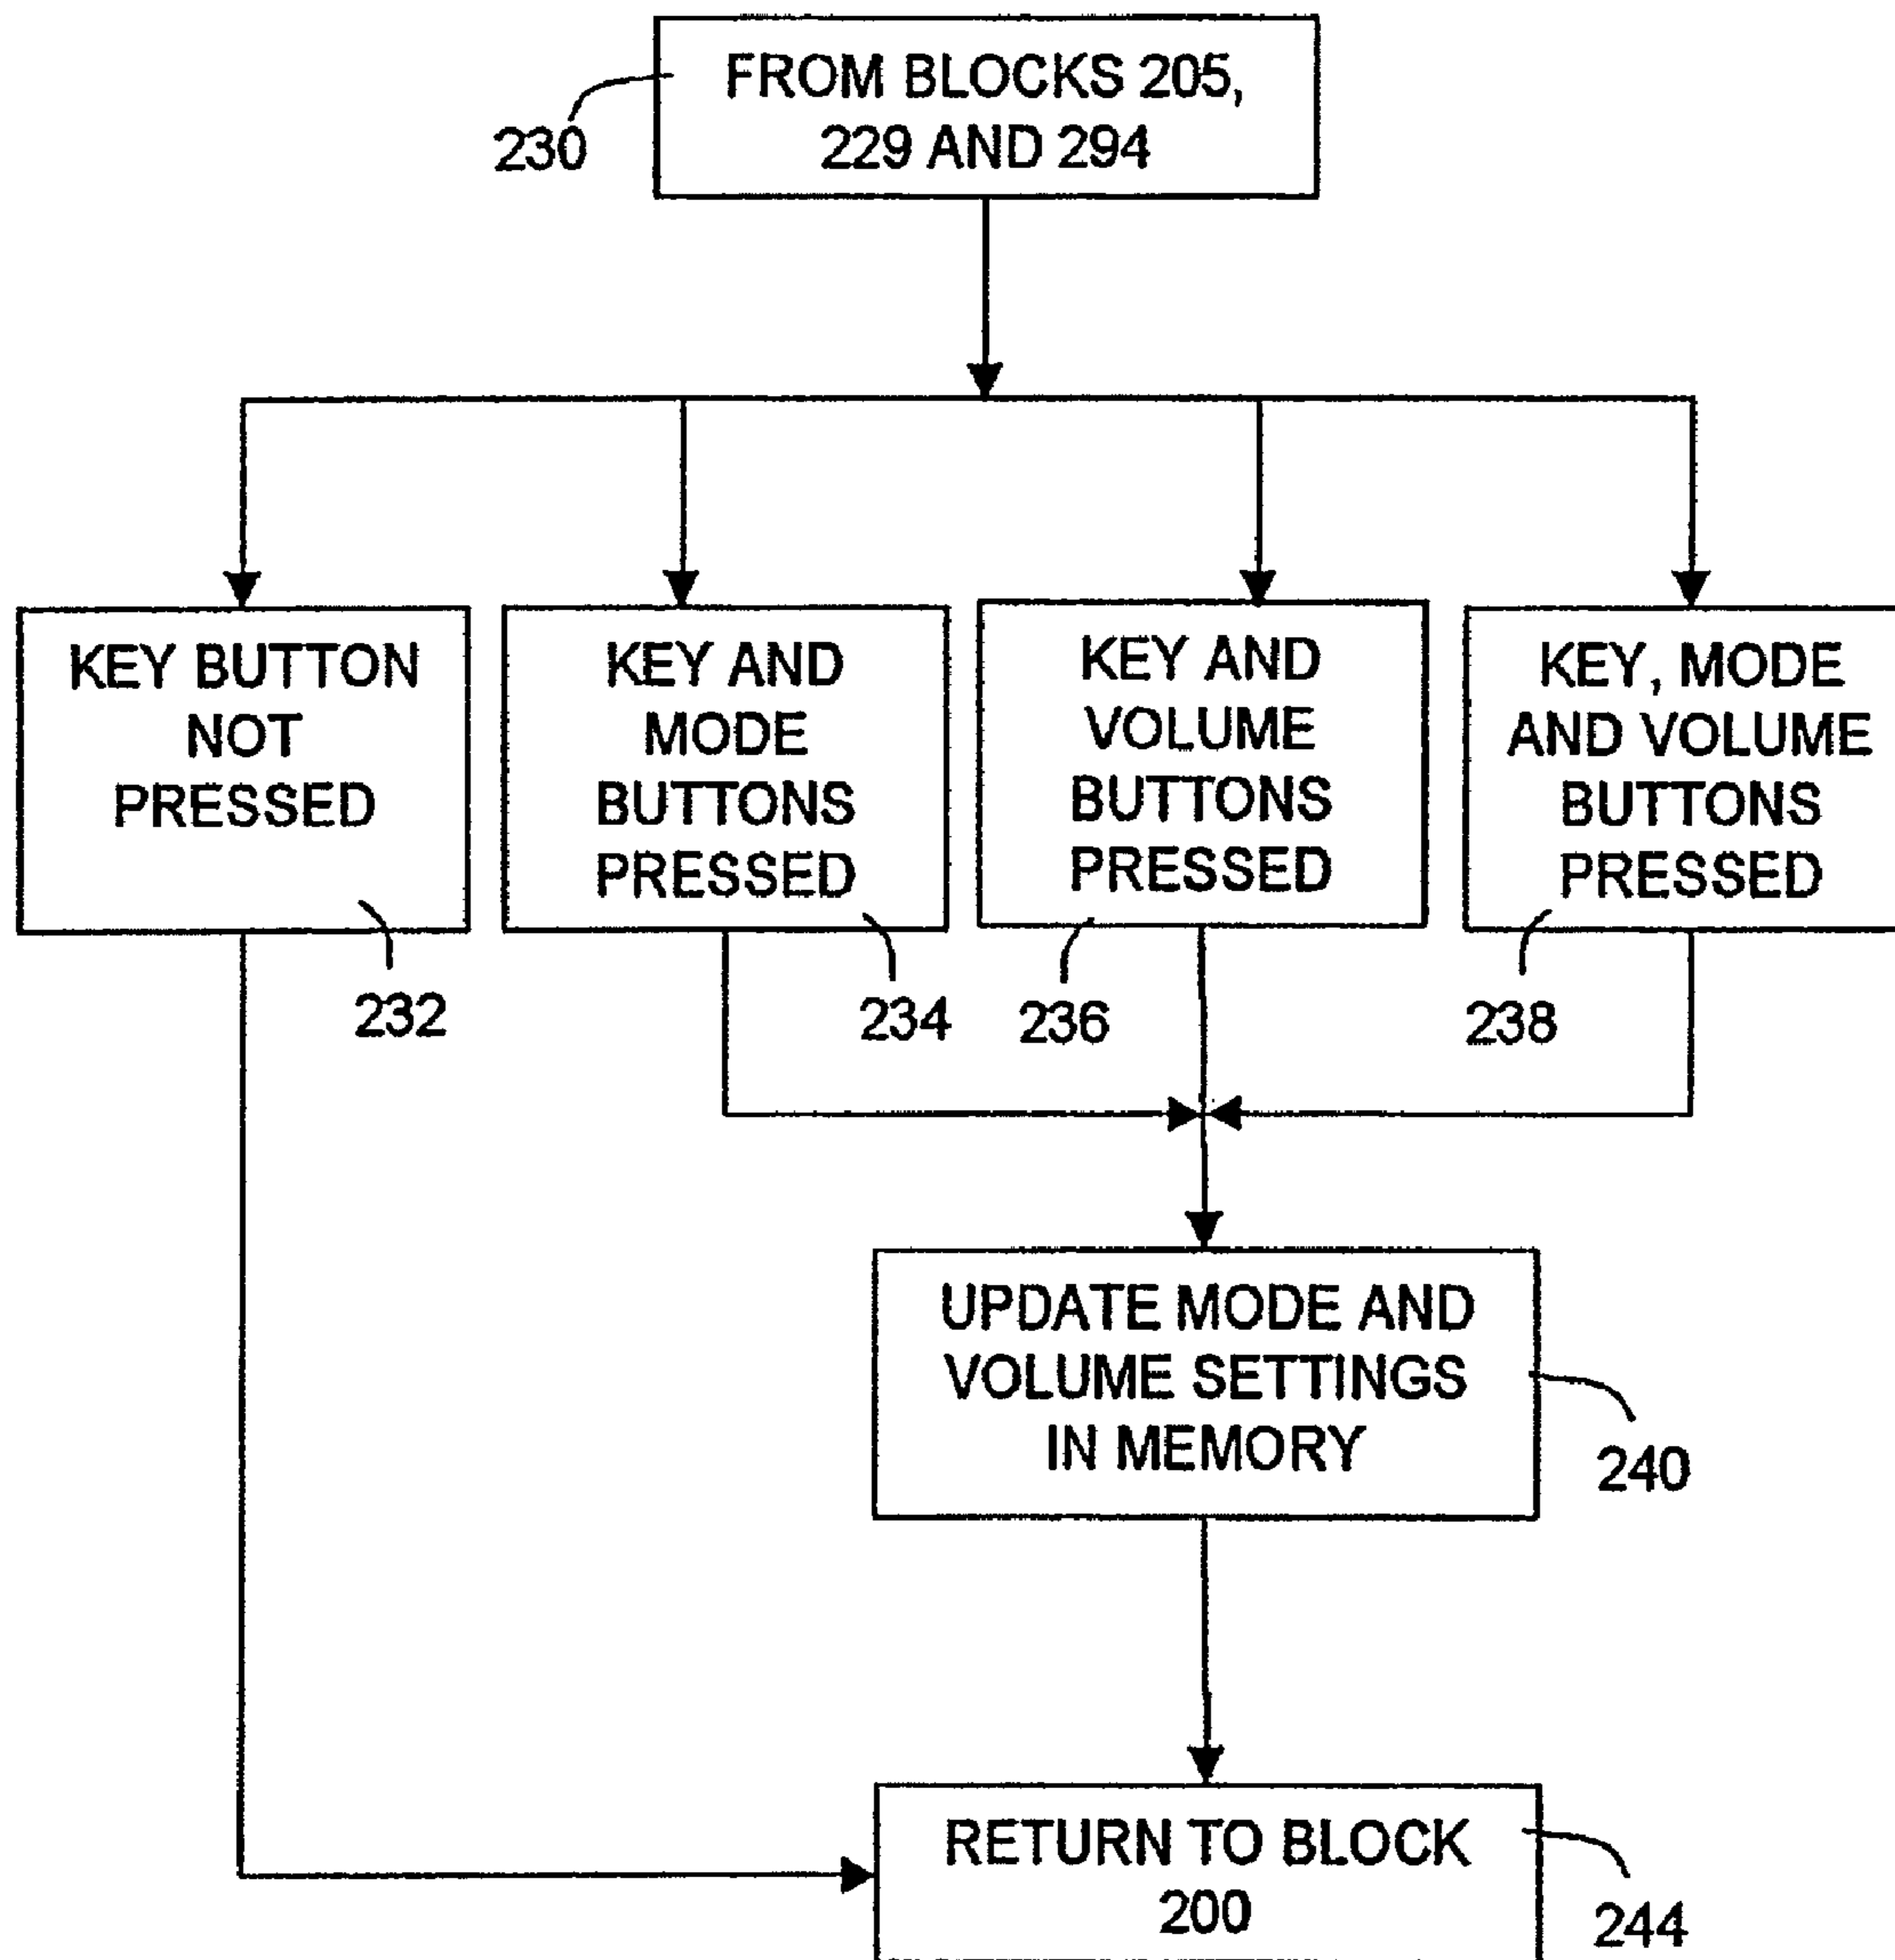 FROM BLOCKS 205,
229 AND 294
230
KEY BUTTON
NOT
PRESSED
232
KEY AND
MODE
BUTTONS
PRESSED
234
KEY AND
VOLUME
BUTTONS
PRESSED
236
KEY, MODE
AND VOLUME
BUTTONS
PRESSED
238
UPDATE MODE AND
VOLUME SETTINGS
IN MEMORY
240
RETURN TO BLOCK
200
244